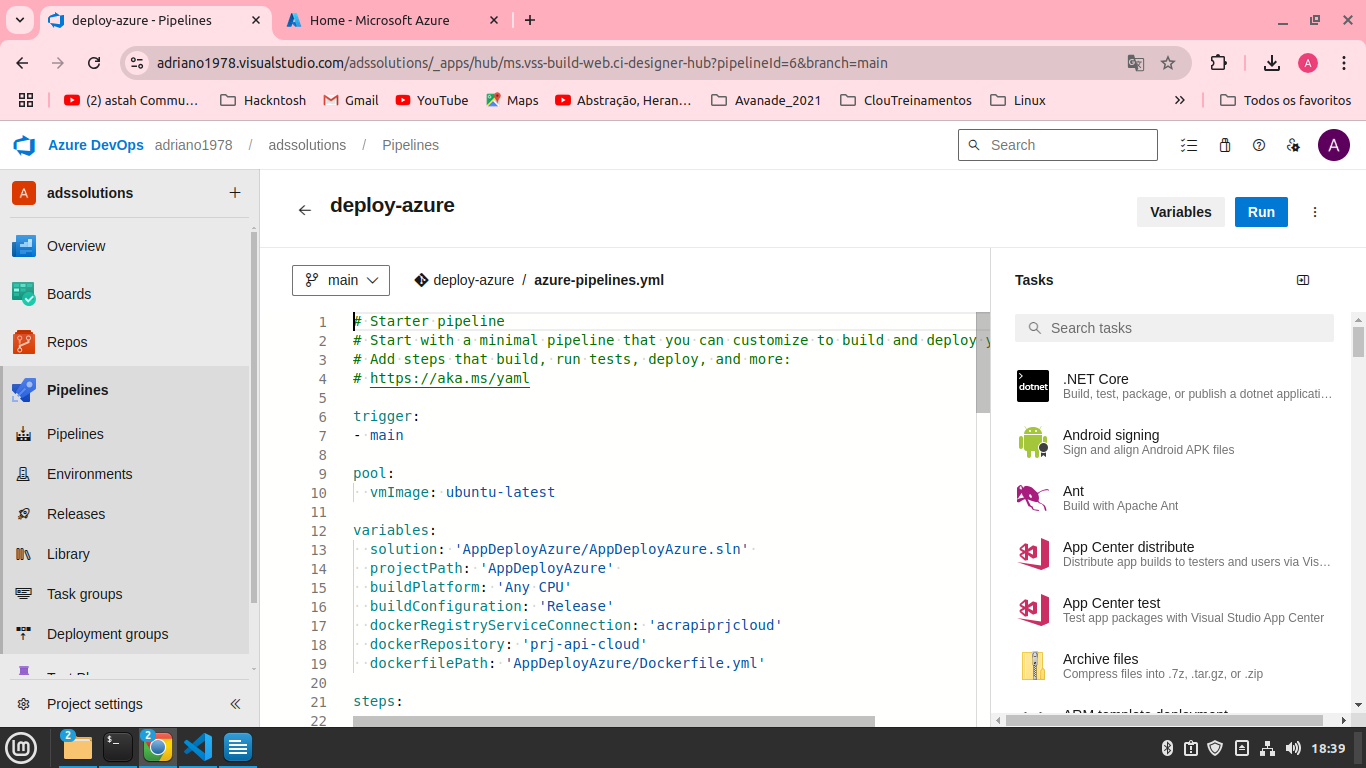 deploy-azure - Pipelines
Home - Microsoft Azure
adriano1978.visualstudio.com/adssolutions/_apps/hub/ms.vss-build-web.ci-designer-hub?pipelineId=6&branch=main
A
(2) astah Commu...
Hackntosh
Gmail
YouTube
Maps
Abstração, Heran...
Avanade_2021
ClouTreinamentos
Linux
Todos os favoritos
Azure DevOps
adriano1978 / adssolutions / Pipelines
Search
A
A
adssolutions
Overview
Boards
Repos
Pipelines
Pipelines
Environments
Releases
Library
Task groups
Deployment groups
Project settings
deploy-azure
Variables
Run
main
deploy-azure / azure-pipelines.yml
1 # Starter pipeline
2 # Start with a minimal pipeline that you can customize to build and deploy
3 # Add steps that build, run tests, deploy, and more:
4 # https://aka.ms/yaml
5
6 trigger:
7 - main
8
9 pool:
10 vmImage: ubuntu-latest
11
12 variables:
13 solution: 'AppDeployAzure/AppDeployAzure.sln'
14 projectPath: 'AppDeployAzure'
15 buildPlatform: 'Any CPU'
16 buildConfiguration: 'Release'
17 dockerRegistryServiceConnection: 'acrapiprjcloud'
18 dockerRepository: 'prj-api-cloud'
19 dockerfilePath: 'AppDeployAzure/Dockerfile.yml'
20
21 steps:
22
Tasks
Search tasks
dotnet
.NET Core
Build, test, package, or publish a dotnet applicati...
Android signing
Sign and align Android APK files
Ant
Build with Apache Ant
App Center distribute
Distribute app builds to testers and users via Vis...
App Center test
Test app packages with Visual Studio App Center
Archive files
Compress files into .7z, .tar.gz, or .zip
ARM template deployment
2
$_
2
18:39